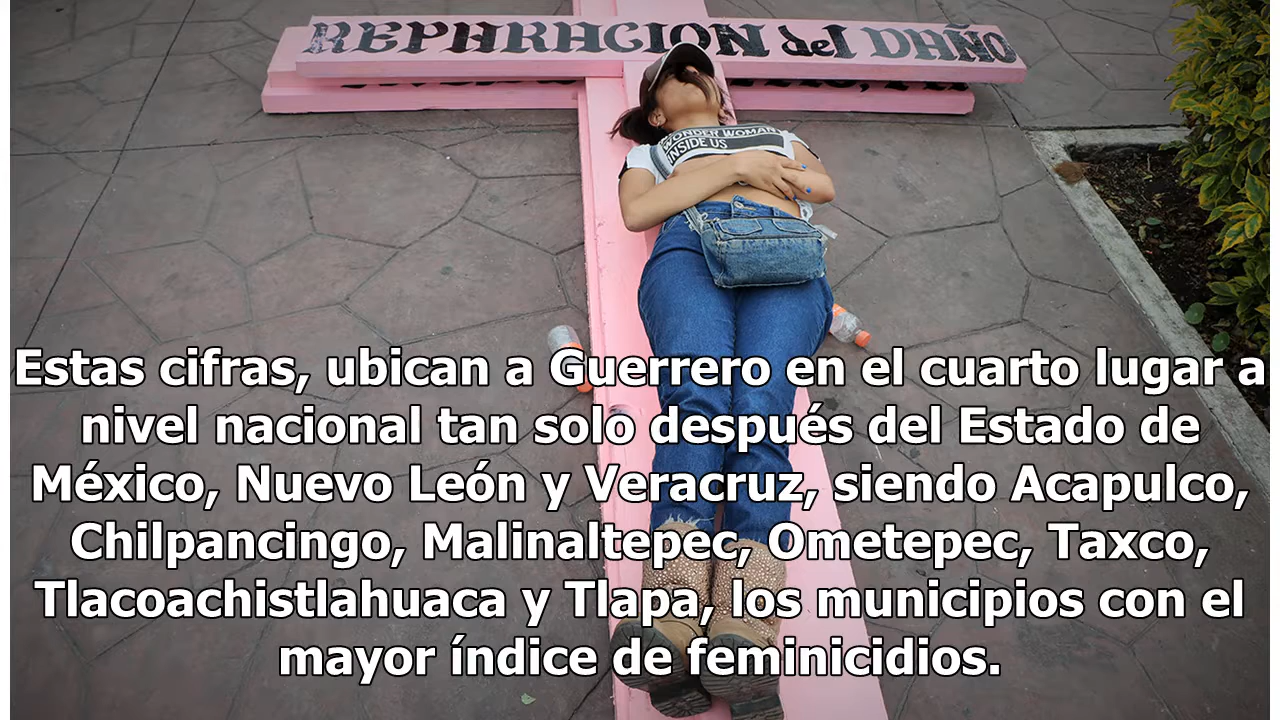 REPARACION del DAÑO
WONDER WOMAN
INSIDE US
Estas cifras, ubican a Guerrero en el cuarto lugar a
nivel nacional tan solo después del Estado de
México, Nuevo León y Veracruz, siendo Acapulco,
Chilpancingo, Malinaltepec, Ometepec, Taxco,
Tlacoachistlahuaca y Tlapa, los municipios con el
mayor índice de feminicidios.